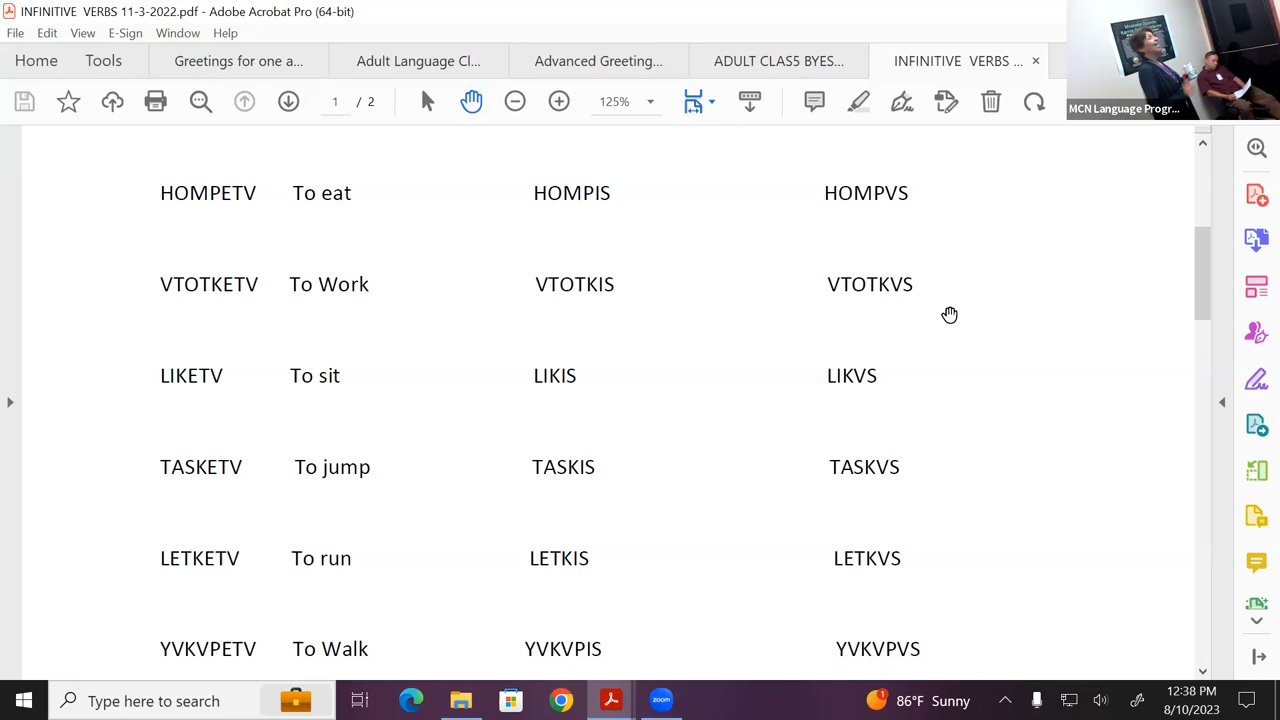 INFINITIVE  VERBS 11-3-2022.pdf - Adobe Acrobat Pro (64-bit)
File Edit View E-Sign Window Help
Home Tools Greetings for one a... Adult Language Cl... Advanced Greeting... ADULT CLAS5 BYES... INFINITIVE  VERBS ... ×
1 / 2 125%
MCN Language Progr...
HOMPETV To eat HOMPIS HOMPVS
VTOTKETV To Work VTOTKIS VTOTKVS
LIKETV To sit LIKIS LIKVS
TASKETV To jump TASKIS TASKVS
LETKETV To run LETKIS LETKVS
YVKVPETV To Walk YVKVPIS YVKVPVS
Type here to search
zoom
1
86°F Sunny
12:38 PM
8/10/2023